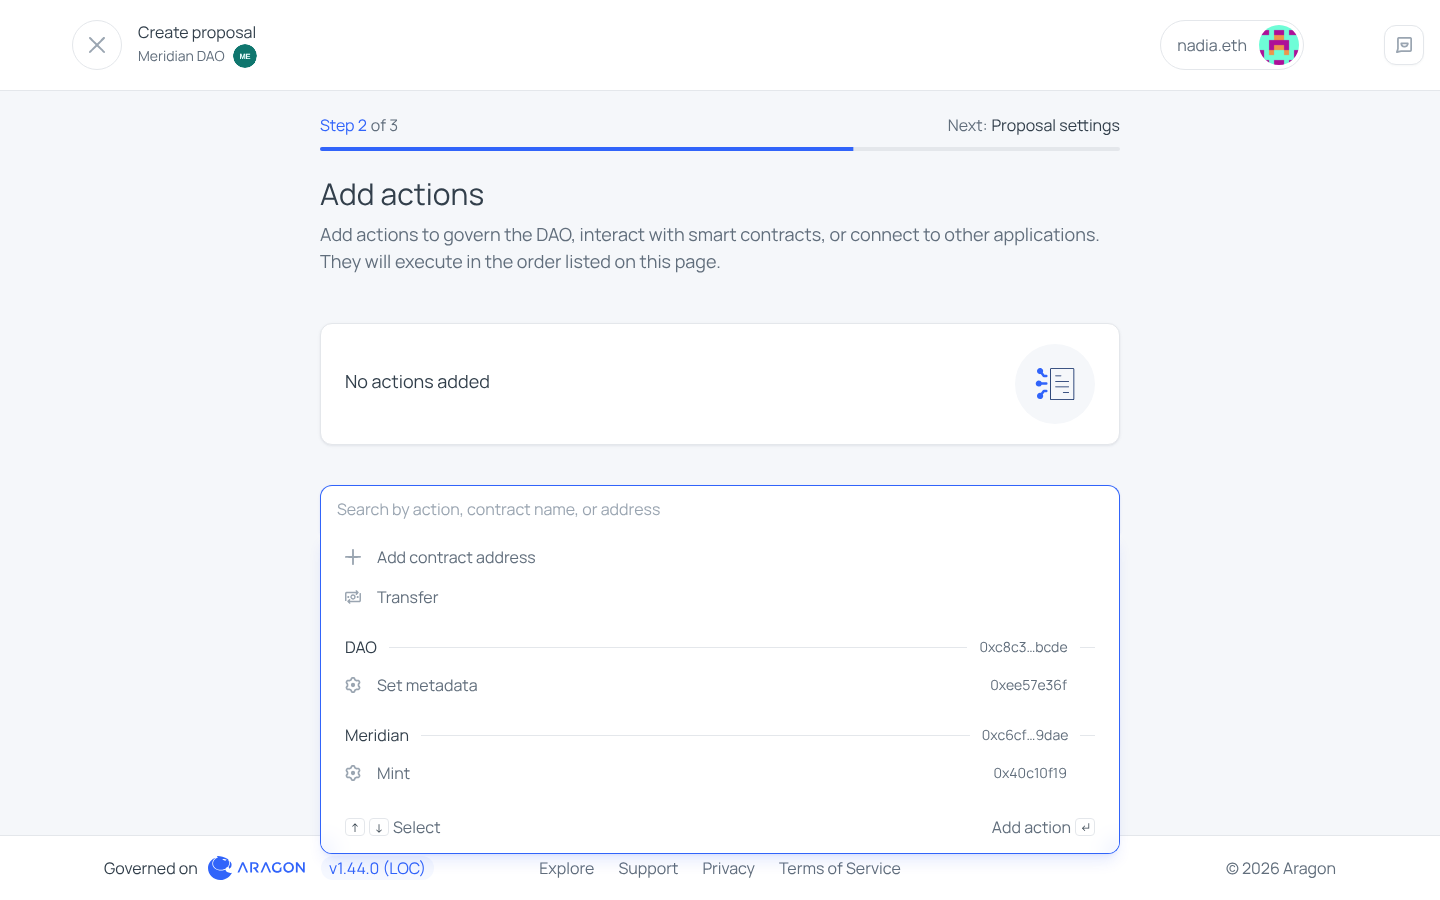 Create proposal
Meridian DAO ME
nadia.eth
Step 2 of 3
Next: Proposal settings
Add actions
Add actions to govern the DAO, interact with smart contracts, or connect to other applications.
They will execute in the order listed on this page.
No actions added
Search by action, contract name, or address
Add contract address
Transfer
DAO 0xc8c3…bcde
Set metadata 0xee57e36f
Meridian 0xc6cf…9dae
Mint 0x40c10f19
↑ ↓ Select
Add action ↵
Governed on ARAGON v1.44.0 (LOC)
Explore Support Privacy Terms of Service
© 2026 Aragon